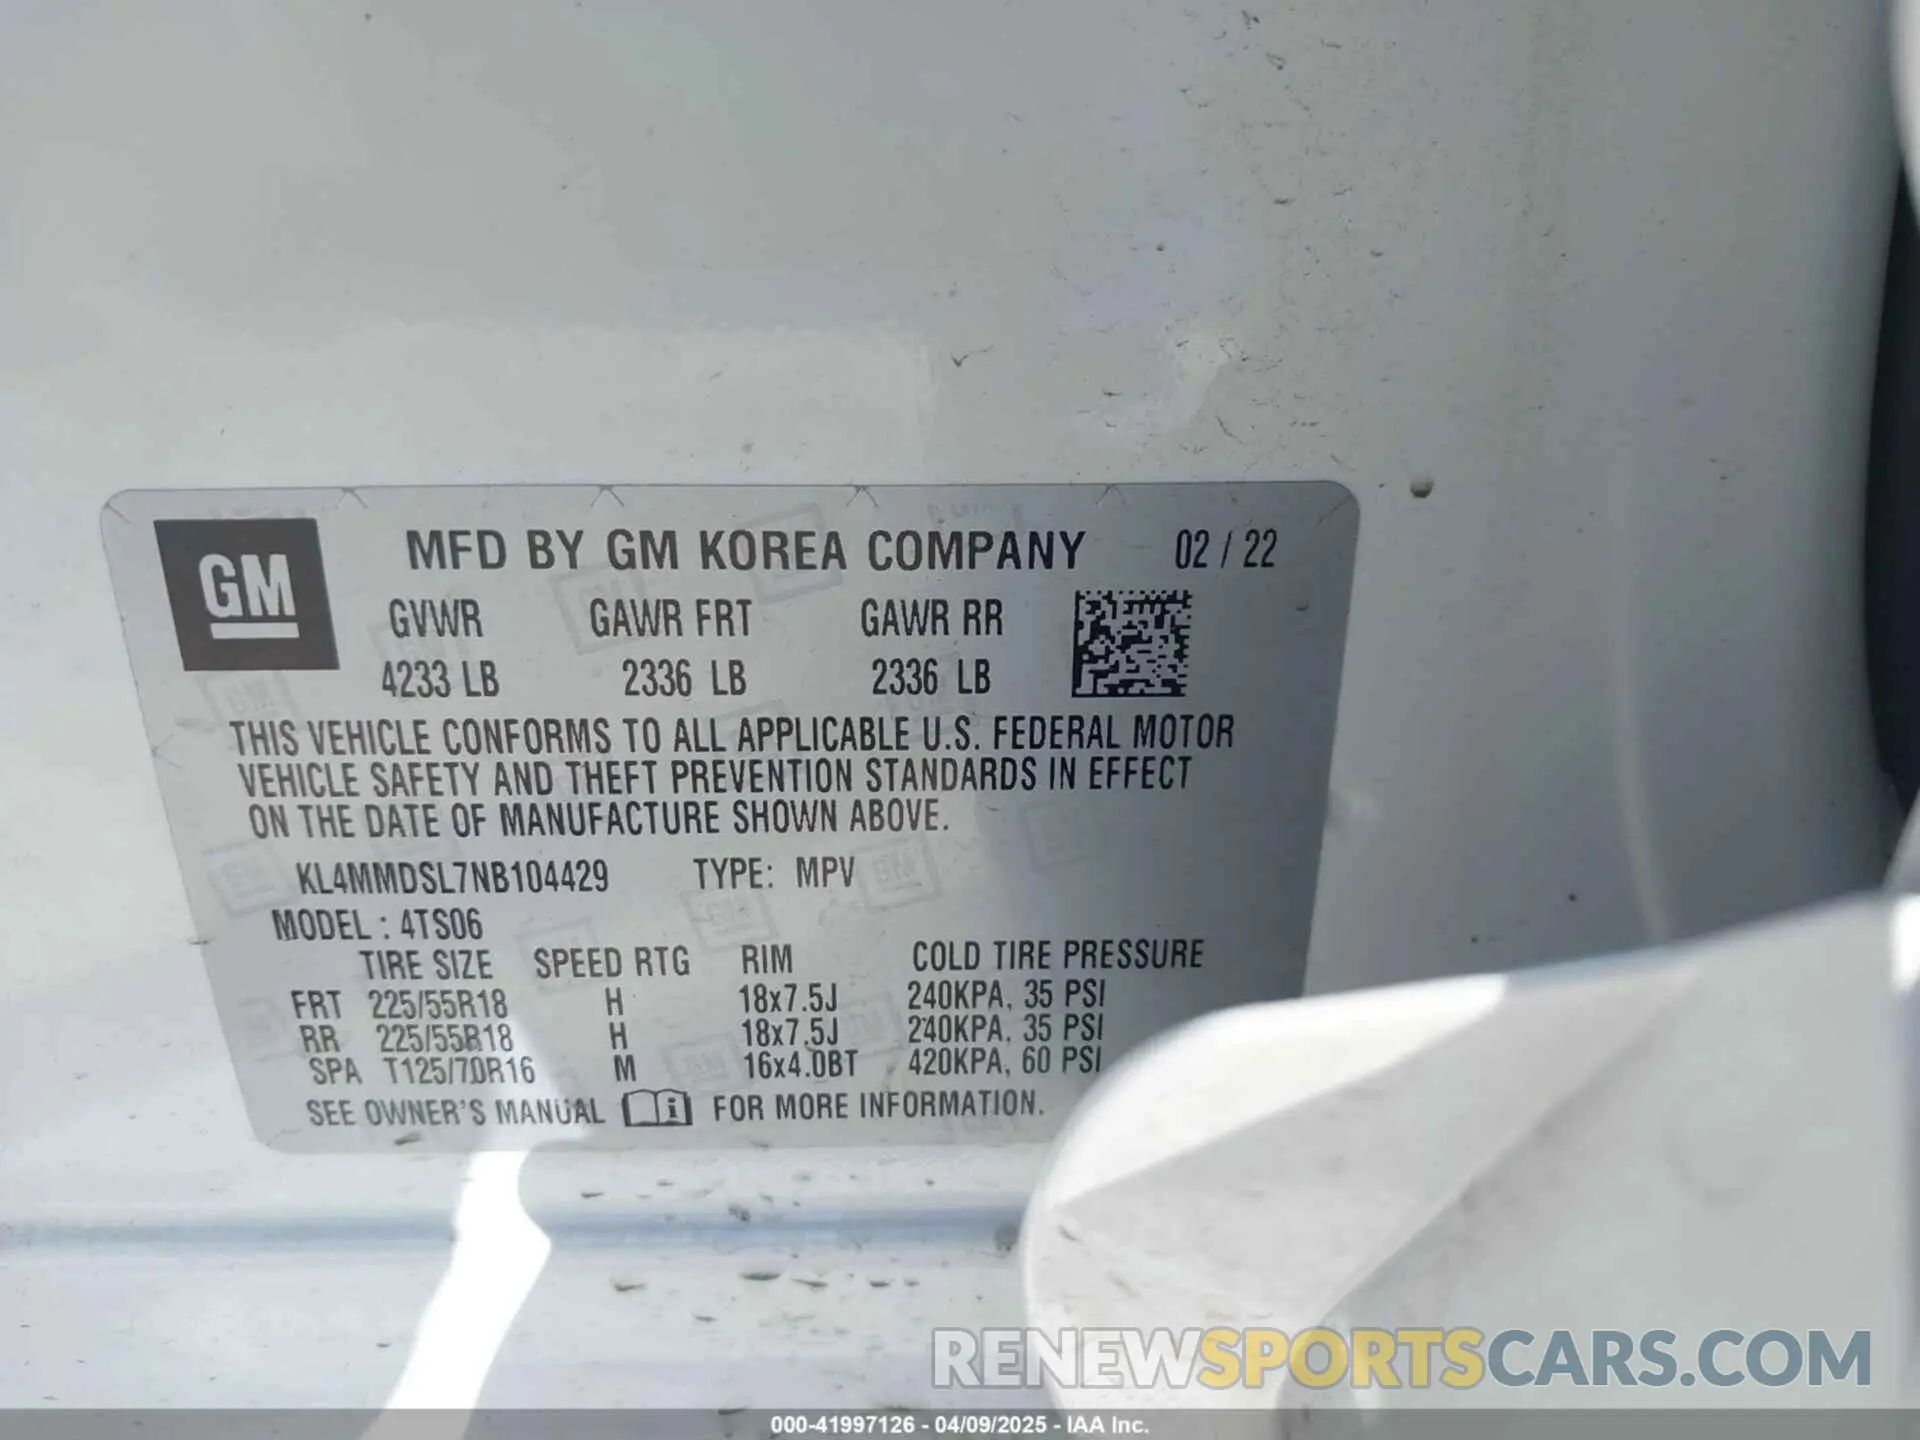 GM
MFD BY GM KOREA COMPANY 02 / 22
GVWR GAWR FRT GAWR RR
4233 LB 2336 LB 2336 LB
THIS VEHICLE CONFORMS TO ALL APPLICABLE U.S. FEDERAL MOTOR
VEHICLE SAFETY AND THEFT PREVENTION STANDARDS IN EFFECT
ON THE DATE OF MANUFACTURE SHOWN ABOVE.
KL4MMDSL7NB104429 TYPE: MPV
MODEL : 4TS06
TIRE SIZE SPEED RTG RIM COLD TIRE PRESSURE
FRT 225/55R18 H 18x7.5J 240KPA, 35 PSI
RR 225/55R18 H 18x7.5J 240KPA, 35 PSI
SPA T125/70R16 M 16x4.0BT 420KPA, 60 PSI
SEE OWNER'S MANUAL i FOR MORE INFORMATION.
RENEWSPORTSCARS.COM
000-41997126 - 04/09/2025 - IAA Inc.